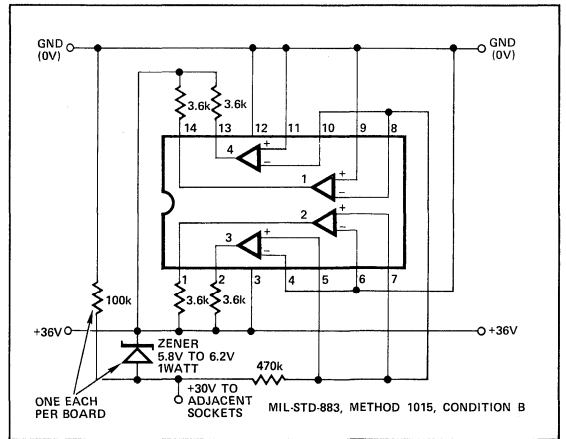 GND
(0V)
GND
(0V)
3.6k
3.6k
14
13
12
11
10
9
8
4
+
−
1
+
−
2
+
−
3
+
−
1
2
3
4
5
6
7
100k
3.6k
3.6k
+36V
+36V
ZENER
5.8V TO 6.2V
1WATT
470k
ONE EACH
PER BOARD
+30V TO
ADJACENT
SOCKETS
MIL-STD-883, METHOD 1015, CONDITION B